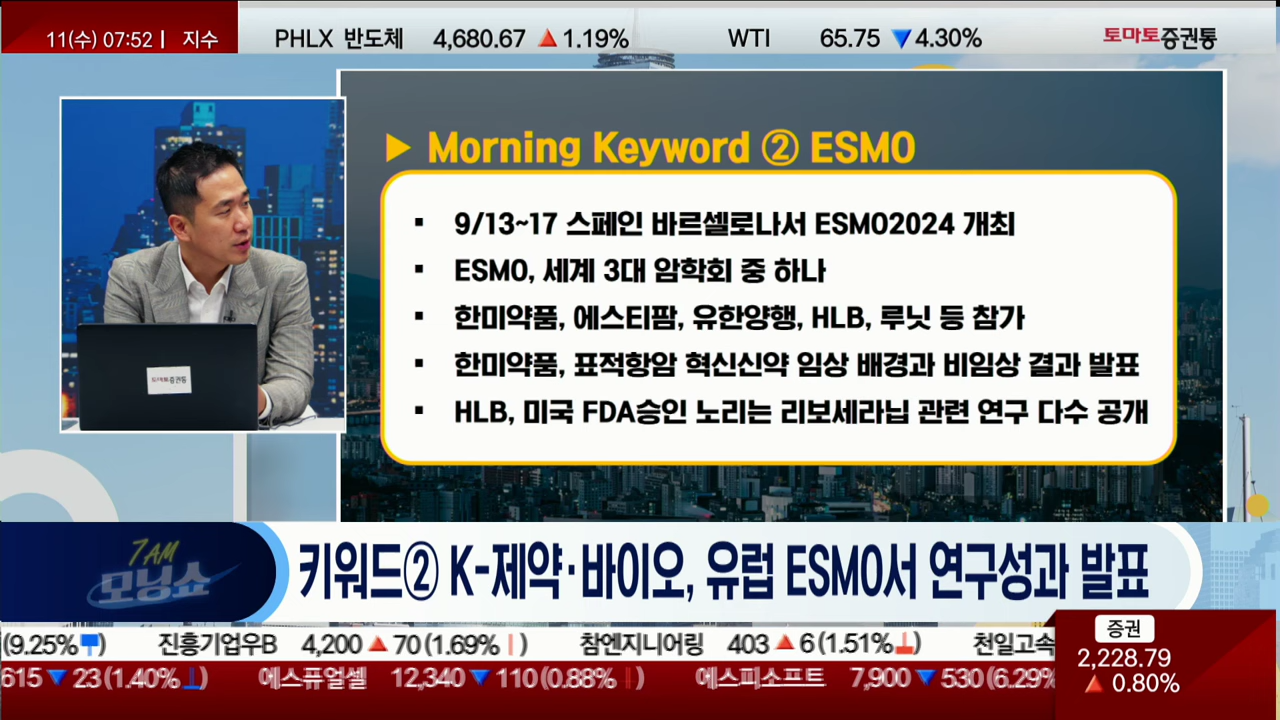 11(수) 07:52 | 지수 PHLX 반도체 4,680.67 ▲1.19% WTI 65.75 ▼4.30% 토마토증권통
▶ Morning Keyword ② ESMO
▪ 9/13~17 스페인 바르셀로나서 ESMO2024 개최
▪ ESMO, 세계 3대 암학회 중 하나
▪ 한미약품, 에스티팜, 유한양행, HLB, 루닛 등 참가
▪ 한미약품, 표적항암 혁신신약 임상 배경과 비임상 결과 발표
▪ HLB, 미국 FDA승인 노리는 리보세라닙 관련 연구 다수 공개
토마토증권통
7AM
모닝쇼
키워드② K-제약·바이오, 유럽 ESMO서 연구성과 발표
(9.25%) 진흥기업우B 4,200 ▲70(1.69%) 참엔지니어링 403 ▲6(1.51%) 천일고속
615 ▼23(1.40%) 에스퓨얼셀 12,340 ▼110(0.88%) 에스피소프트 7,900 ▼530(6.29%
증권
2,228.79
▲ 0.80%